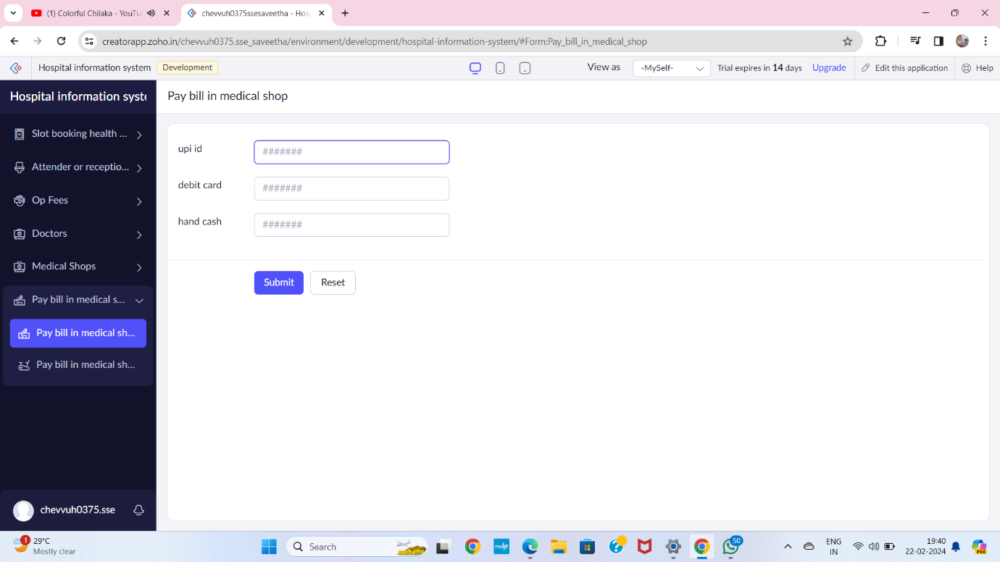 (1) Colorful Chilaka - YouTu
chevvuh0375ssesaveetha - Hos
creatorapp.zoho.in/chevvuh0375.sse_saveetha/environment/development/hospital-information-system/#Form:Pay_bill_in_medical_shop
Hospital information system Development View as -MySelf- Trial expires in 14 days Upgrade Edit this application Help
Hospital information syste
Pay bill in medical shop
Slot booking health ...
Attender or receptio...
Op Fees
Doctors
Medical Shops
Pay bill in medical s...
Pay bill in medical sh...
Pay bill in medical sh...
upi id #######
debit card #######
hand cash #######
Submit Reset
chevvuh0375.sse
1
29°C
Mostly clear
Search
myhp
?
50
ENG
IN
19:40
22-02-2024
PRE